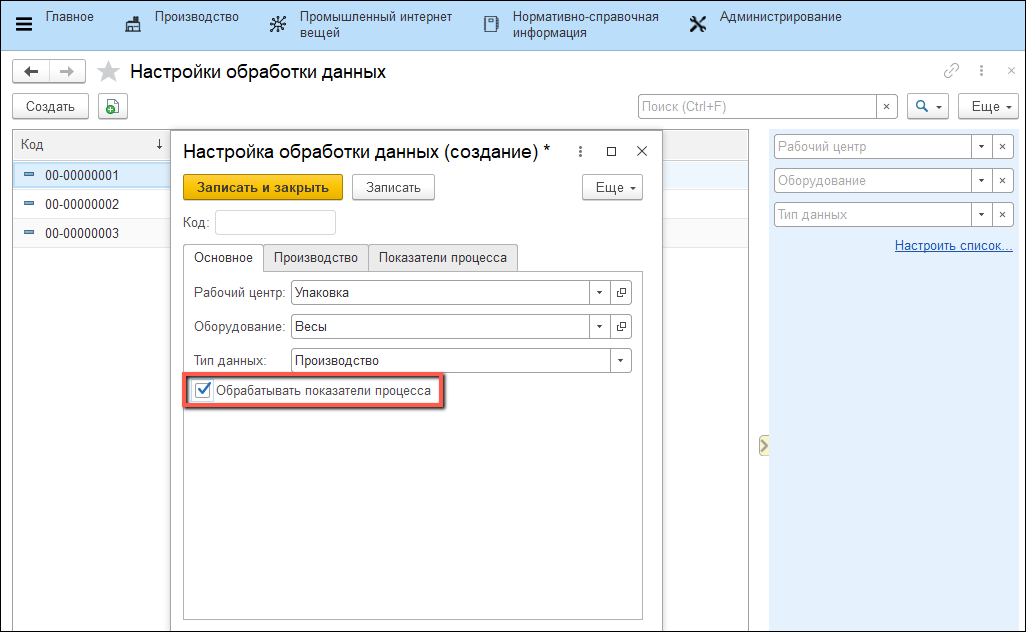 Главное
Производство
Промышленный интернет
вещей
Нормативно-справочная
информация
Администрирование
Настройки обработки данных
Создать
Поиск (Ctrl+F)
Еще
Код
00-00000001
00-00000002
00-00000003
Настройка обработки данных (создание) *
Записать и закрыть
Записать
Еще
Код:
Основное
Производство
Показатели процесса
Рабочий центр: Упаковка
Оборудование: Весы
Тип данных: Производство
Обрабатывать показатели процесса
Рабочий центр
Оборудование
Тип данных
Настроить список...